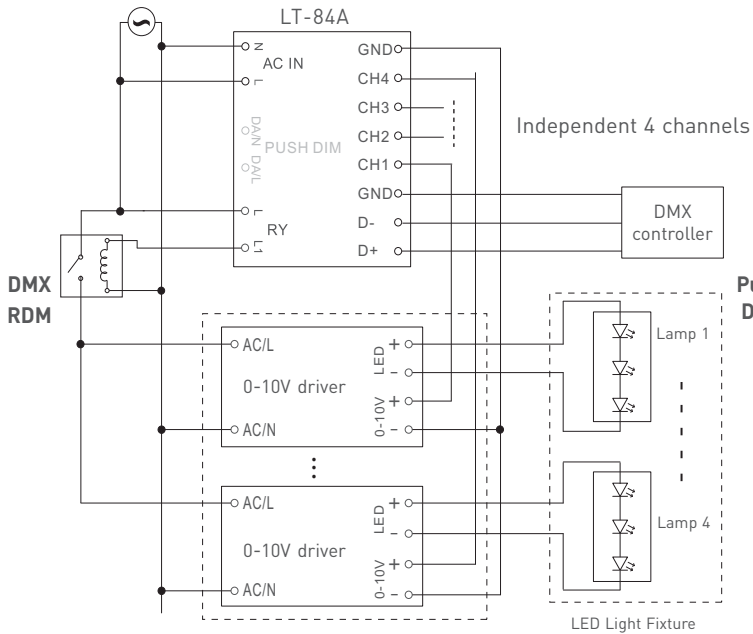 LT-84A
N
AC IN
L
DA/N DA/L
PUSH DIM
L
RY
L1
GND
CH4
CH3
CH2
CH1
GND
D-
D+
Independent 4 channels
DMX
controller
DMX
RDM
Pu
D
AC/L
0-10V driver
AC/N
+
LED
-
+
0-10V
-
AC/L
0-10V driver
AC/N
+
LED
-
+
0-10V
-
Lamp 1
Lamp 4
LED Light Fixture